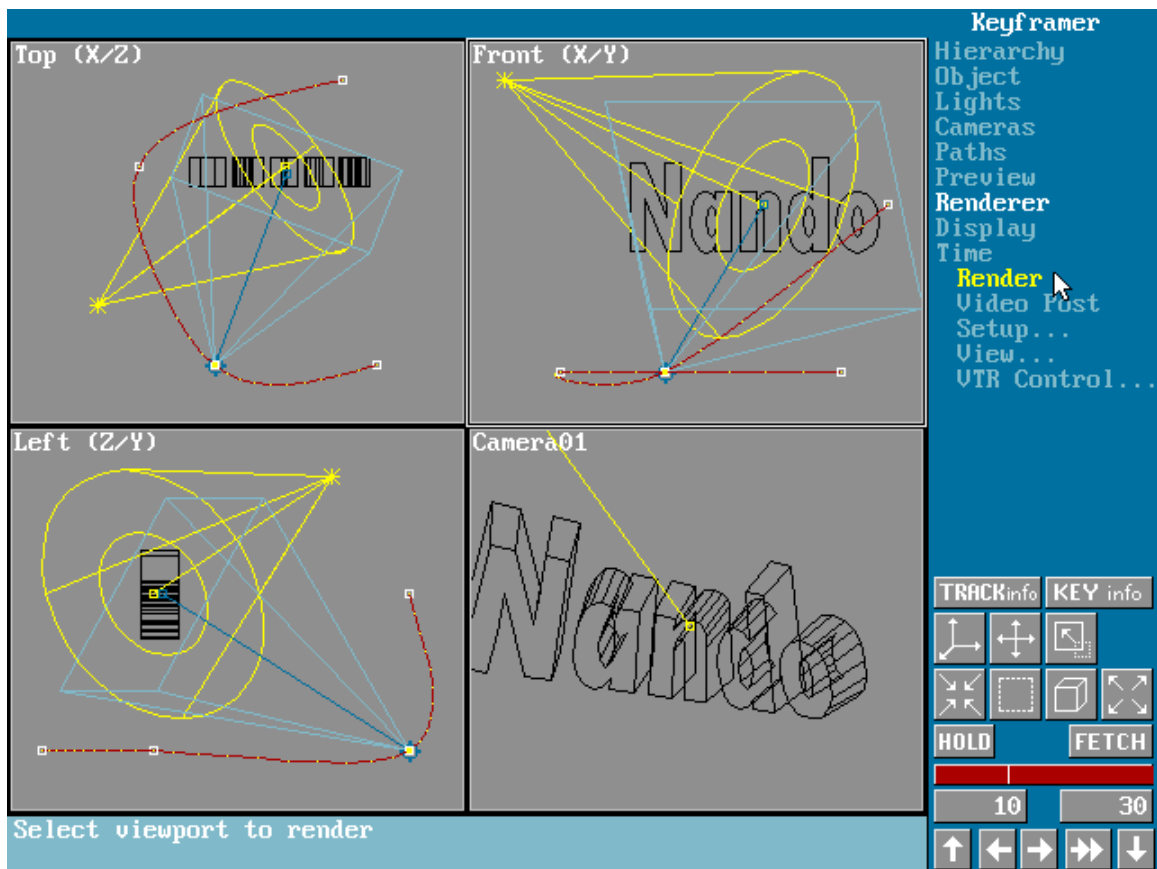 Keyframer
Top (X/Z)
Front (X/Y)
Hierarchy
Object
Lights
Cameras
Paths
Preview
Renderer
Display
Time
Render
Video Post
Setup...
View...
VTR Control...
Nando
Left (Z/Y)
Camera01
Nando
TRACKinfo
KEY info
HOLD
FETCH
10
30
Select viewport to render